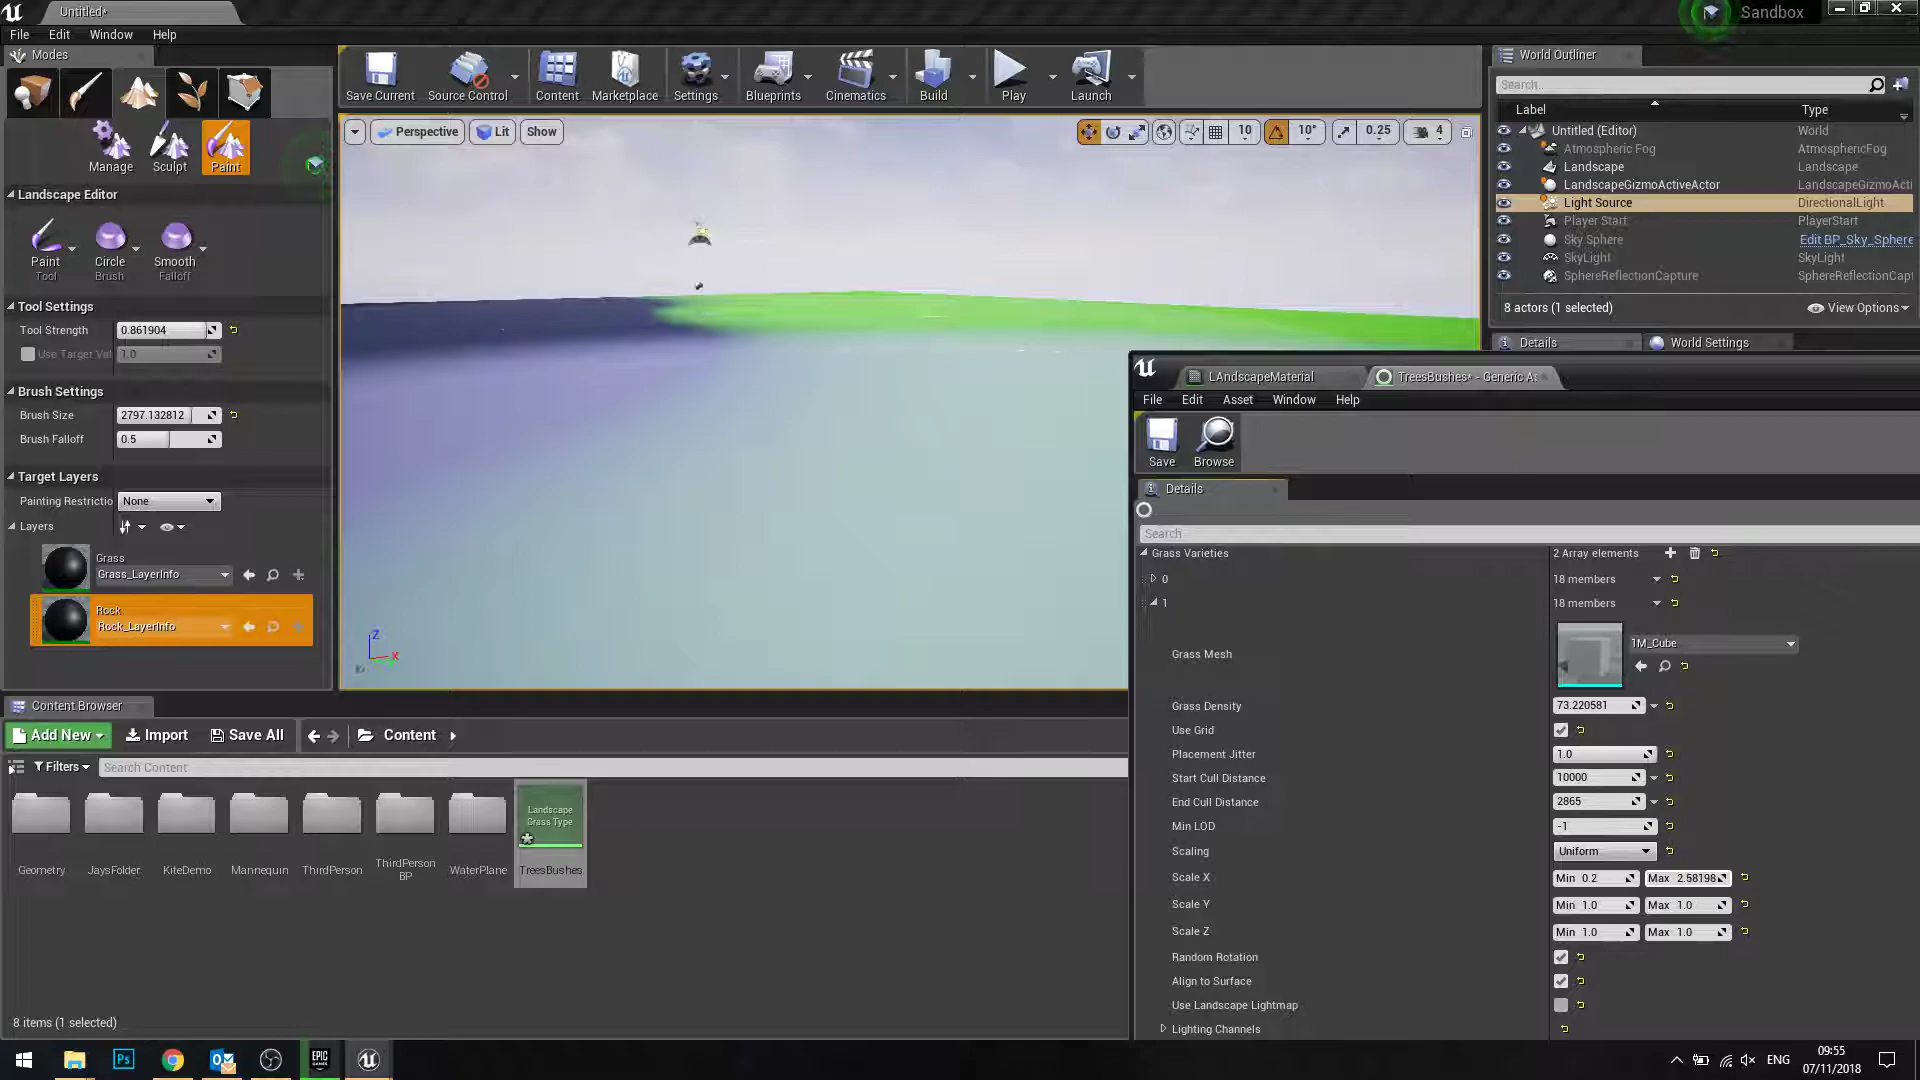 Untitled*
Sandbox
File Edit Window Help
Modes
Manage Sculpt Paint
Landscape Editor
Paint Circle Smooth
Tool Brush Falloff
Tool Settings
Tool Strength 0.861904
Use Target Val 1.0
Brush Settings
Brush Size 2797.132812
Brush Falloff 0.5
Target Layers
Painting Restrictio None
Layers
Grass
Grass_LayerInfo
Rock
Rock_LayerInfo
Save Current Source Control Content Marketplace Settings Blueprints Cinematics Build Play Launch
Perspective Lit Show
10 10° 0.25 4
Z
X
World Outliner
Search...
Label Type
Untitled (Editor) World
Atmospheric Fog AtmosphericFog
Landscape Landscape
LandscapeGizmoActiveActor LandscapeGizmoActi
Light Source DirectionalLight
Player Start PlayerStart
Sky Sphere Edit BP_Sky_Sphere
SkyLight SkyLight
SphereReflectionCapture SphereReflectionCapt
8 actors (1 selected) View Options
Details World Settings
LAndscapeMaterial TreesBushes* - Generic As
File Edit Asset Window Help
Save Browse
Details
Search
Grass Varieties 2 Array elements
0 18 members
1 18 members
Grass Mesh 1M_Cube
Grass Density 73.220581
Use Grid
Placement Jitter 1.0
Start Cull Distance 10000
End Cull Distance 2865
Min LOD -1
Scaling Uniform
Scale X Min 0.2 Max 2.58198
Scale Y Min 1.0 Max 1.0
Scale Z Min 1.0 Max 1.0
Random Rotation
Align to Surface
Use Landscape Lightmap
Lighting Channels
Content Browser
Add New Import Save All Content
Filters Search Content
Landscape
Grass Type
Geometry JaysFolder KiteDemo Mannequin ThirdPerson ThirdPerson
BP WaterPlane TreesBushes
8 items (1 selected)
Ps
EPIC
GAMES
ENG
09:55
07/11/2018